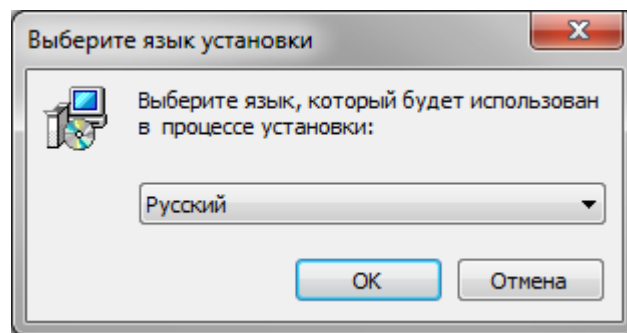 Выберите язык установки
Выберите язык, который будет использован
в процессе установки:
Русский
OK
Отмена